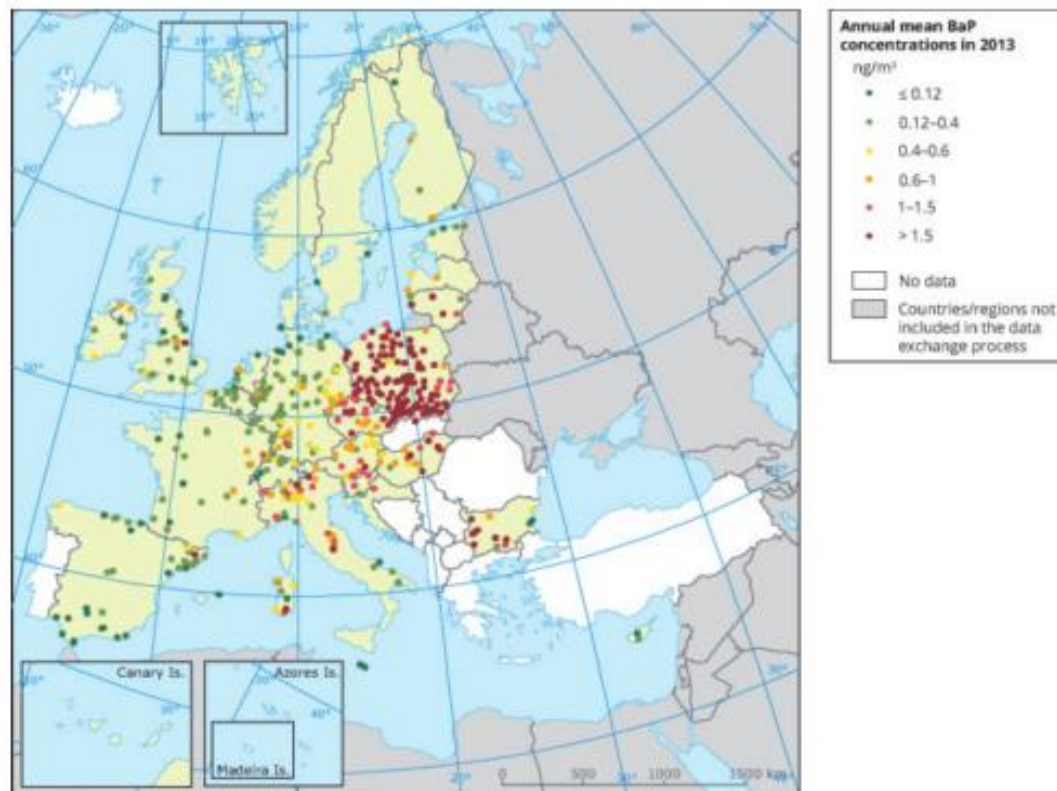 Annual mean BaP
concentrations in 2013
ng/m³
≤ 0.12
0.12–0.4
0.4–0.6
0.6–1
1–1.5
> 1.5
No data
Countries/regions not
included in the data
exchange process
Canary Is.
Azores Is.
Madeira Is.
0 500 1000 1500 km